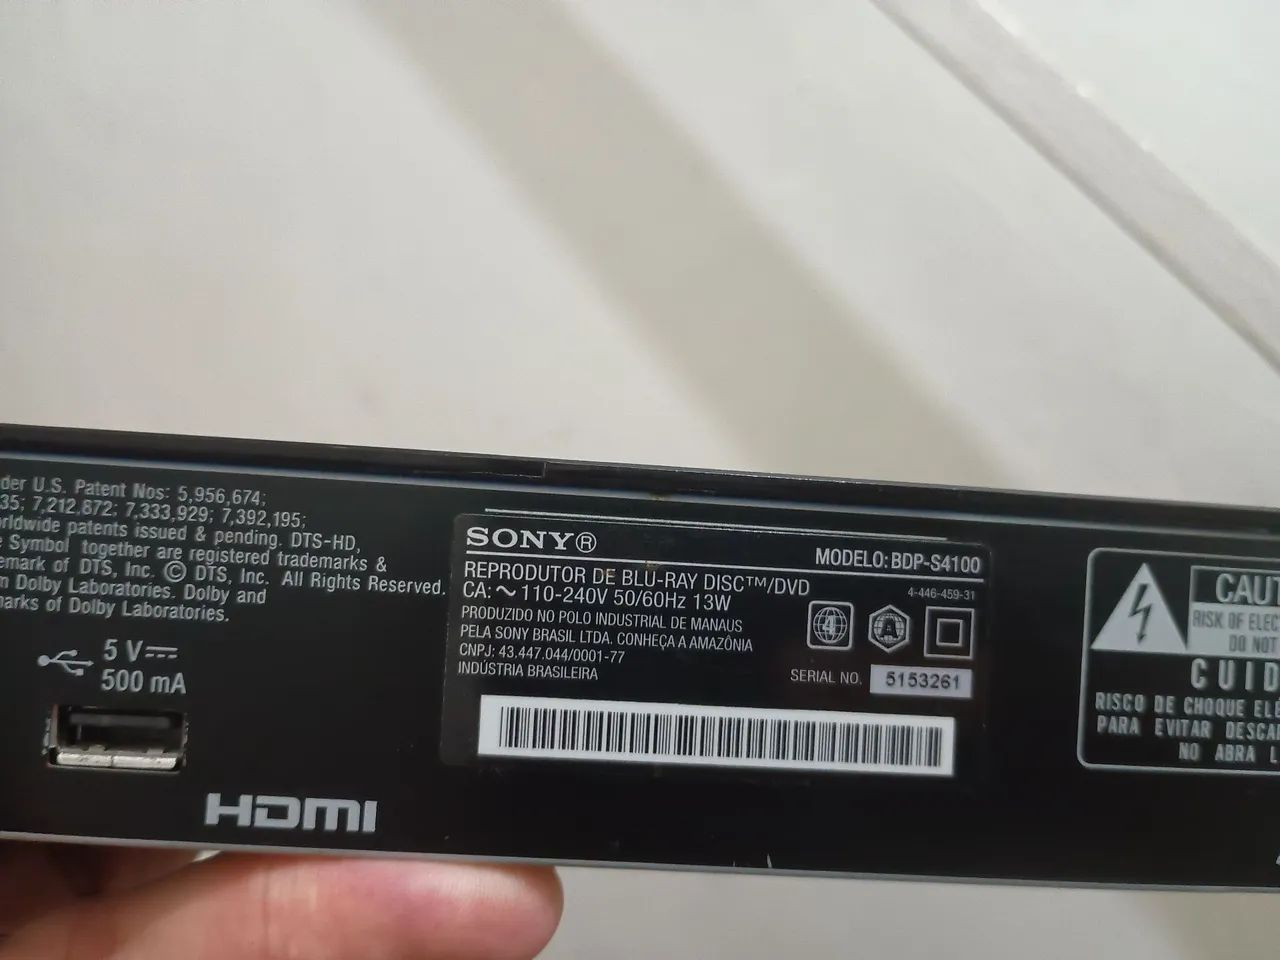 der U.S. Patent Nos: 5,956,674;
35; 7,212,872; 7,333,929; 7,392,195;
orldwide patents issued & pending. DTS-HD,
e Symbol together are registered trademarks &
emark of DTS, Inc. © DTS, Inc. All Rights Reserved.
m Dolby Laboratories. Dolby and
marks of Dolby Laboratories.
5 V
500 mA
HDMI
SONY®
MODELO: BDP-S4100
REPRODUTOR DE BLU-RAY DISC™/DVD
4-446-459-31
CA: ~ 110-240V 50/60Hz 13W
PRODUZIDO NO POLO INDUSTRIAL DE MANAUS
PELA SONY BRASIL LTDA. CONHEÇA A AMAZÔNIA
CNPJ: 43.447.044/0001-77
INDÚSTRIA BRASILEIRA
4
A
SERIAL NO. 5153261
CAUT
RISK OF ELEC
DO NOT
CUID
RISCO DE CHOQUE ELÉ
PARA EVITAR DESCA
NO ABRA L